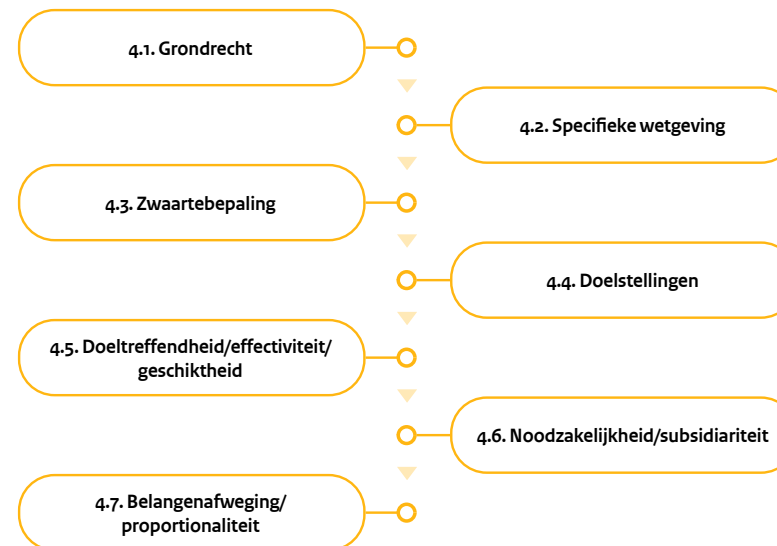 4.1. Grondrecht
4.2. Specifieke wetgeving
4.3. Zwaartebepaling
4.4. Doelstellingen
4.5. Doeltreffendheid/effectiviteit/
geschiktheid
4.6. Noodzakelijkheid/subsidiariteit
4.7. Belangenafweging/
proportionaliteit